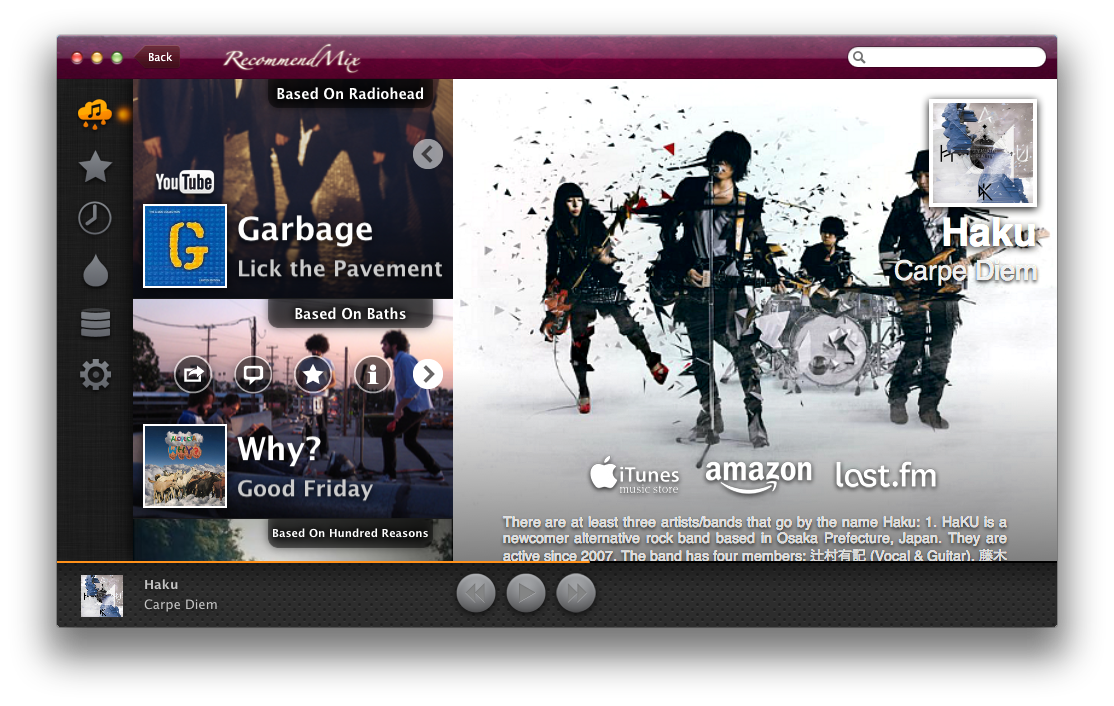 Back
RecommendMix
Based On Radiohead
YouTube
G
Garbage
Lick the Pavement
Based On Baths
Why?
Good Friday
Based On Hundred Reasons
Haku
Carpe Diem
iTunes
music store
amazon
lost.fm
There are at least three artists/bands that go by the name Haku: 1. HaKU is a
newcomer alternative rock band based in Osaka Prefecture, Japan. They are
active since 2007. The band has four members: 辻村有記 (Vocal & Guitar), 藤木
Haku
Carpe Diem